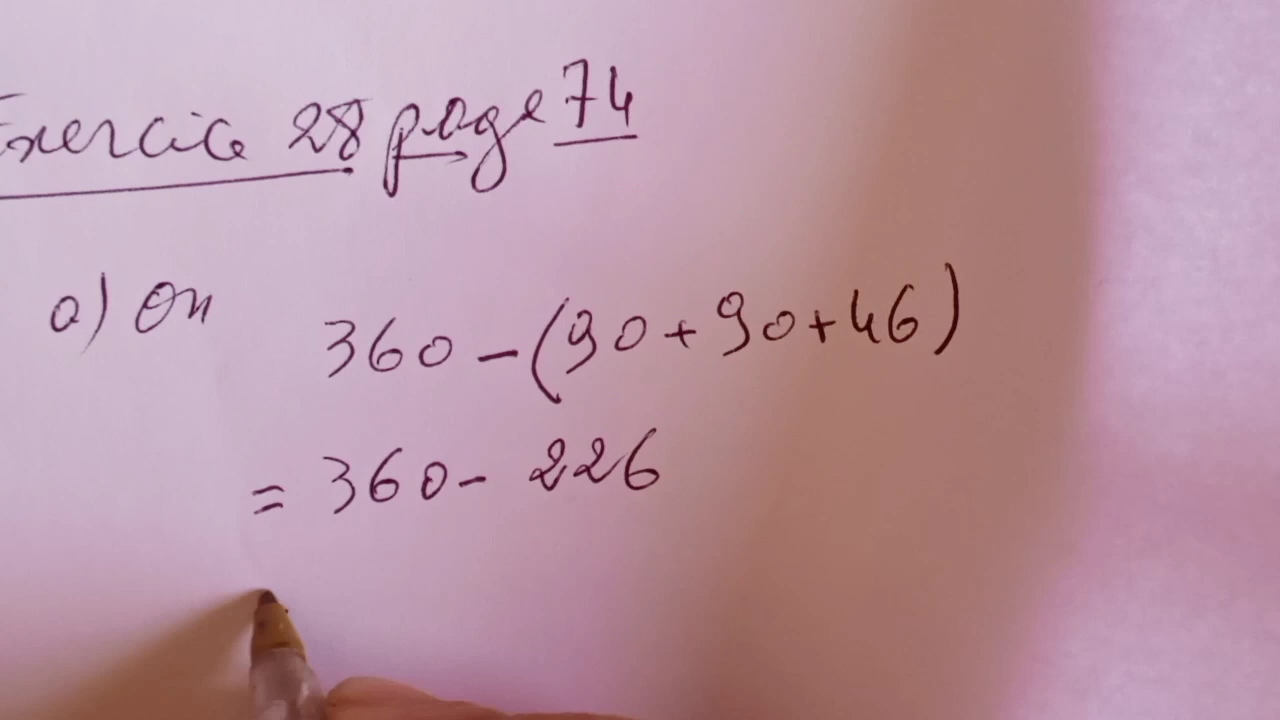 Exercice 28 page 74
a) On 360 - (90 + 90 + 46)
= 360 - 226